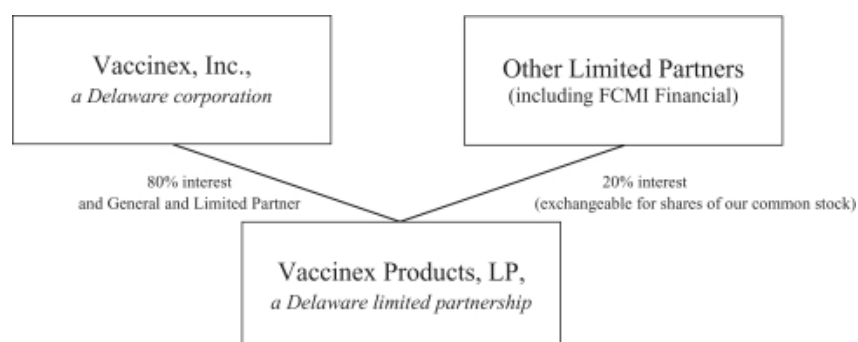 Vaccinex, Inc.,
a Delaware corporation
Other Limited Partners
(including FCMI Financial)
80% interest
and General and Limited Partner
20% interest
(exchangeable for shares of our common stock)
Vaccinex Products, LP,
a Delaware limited partnership